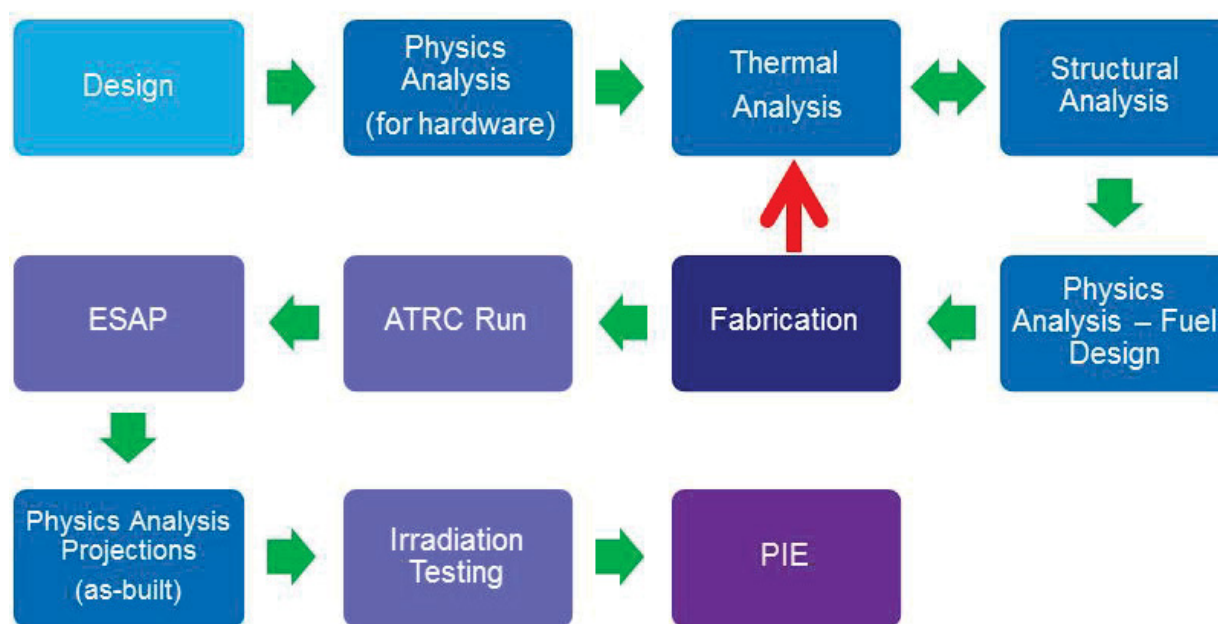 Design
Physics
Analysis
(for hardware)
Thermal
Analysis
Structural
Analysis
ESAP
ATRC Run
Fabrication
Physics
Analysis – Fuel
Design
Physics Analysis
Projections
(as-built)
Irradiation
Testing
PIE